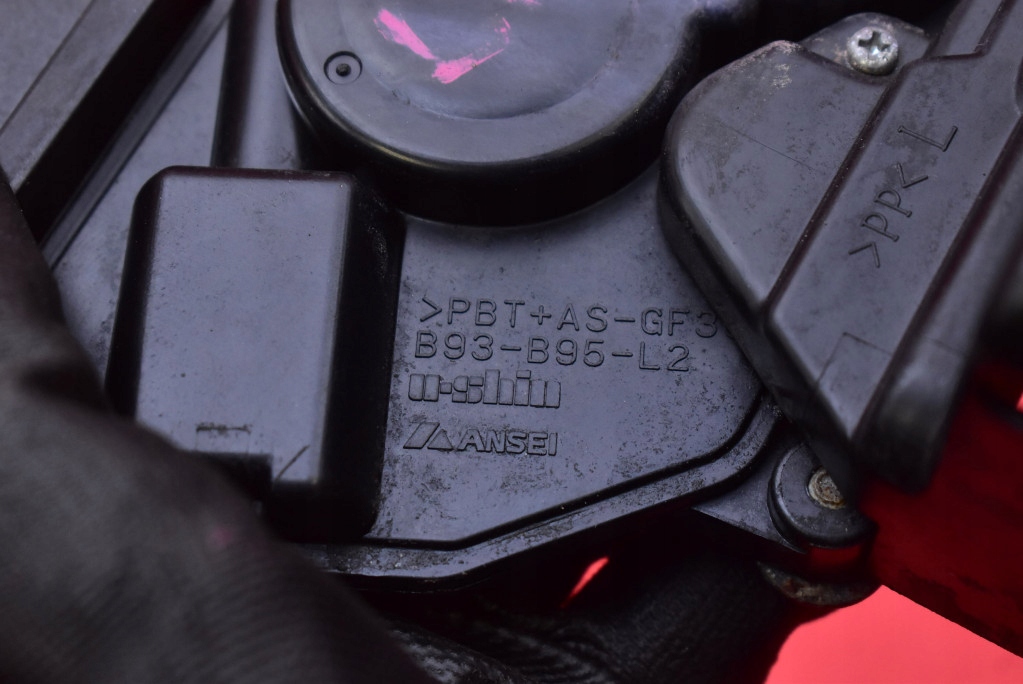 >PBT+AS-GF3
B93-B95-L2
u-shin
ANSEI
>PP< L